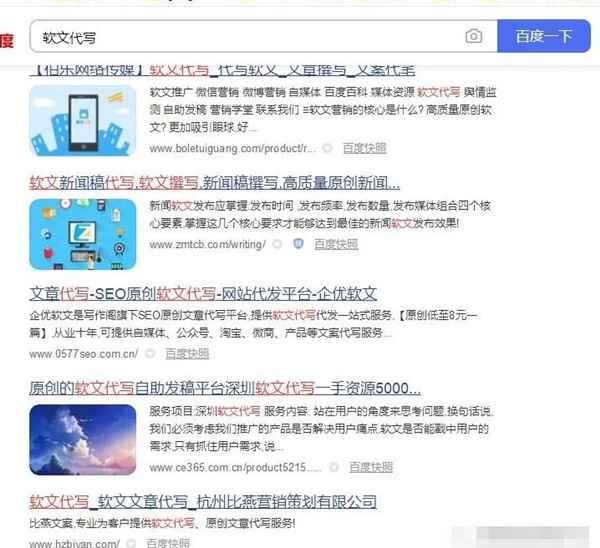 度 软文代写 百度一下
【伯乐网络传媒】软文代写_代写软文_文章撰写_文案代笔
软文推广 微信营销 微博营销 自媒体 百度百科 媒体资源 软文代写 舆情监
测 自助发稿 营销学堂 联系我们 ≡软文营销的核心是什么? 高质量原创软
文? 更加吸引眼球,好...
www.boletuiguang.com/product/r... 百度快照
软文新闻稿代写,软文撰写,新闻稿撰写,高质量原创新闻...
新闻软文发布应掌握:发布时间 ,发布频率,发布数量,发布媒体组合四个核
心要素,掌握这几个核心要求才能够达到最佳的新闻软文发布效果!
www.zmtcb.com/writing/ 百度快照
文章代写-SEO原创软文代写-网站代发平台-企优软文
企优软文是写作阁旗下SEO原创文章代写平台,提供软文代写代发一站式服务,【原创低至8元一
篇】,从业十年,可提供自媒体、公众号、淘宝、微商、产品等文案代写服务...
www.0577seo.com.cn/ 百度快照
原创的软文代写自助发稿平台深圳软文代写一手资源5000...
服务项目:深圳软文代写 服务内容: 站在用户的角度来思考问题,换句话说,
我们必须考虑我们推广的产品是否解决用户痛点,软文是否能戳中用户的
需求,只有抓住用户需求,说...
www.ce365.com.cn/product5215..... 百度快照
软文代写_软文文章代写_杭州比燕营销策划有限公司
比燕文案,专业为客户提供软文代写、原创文章代写服务!
www.hzbiyan.com/ 百度快照